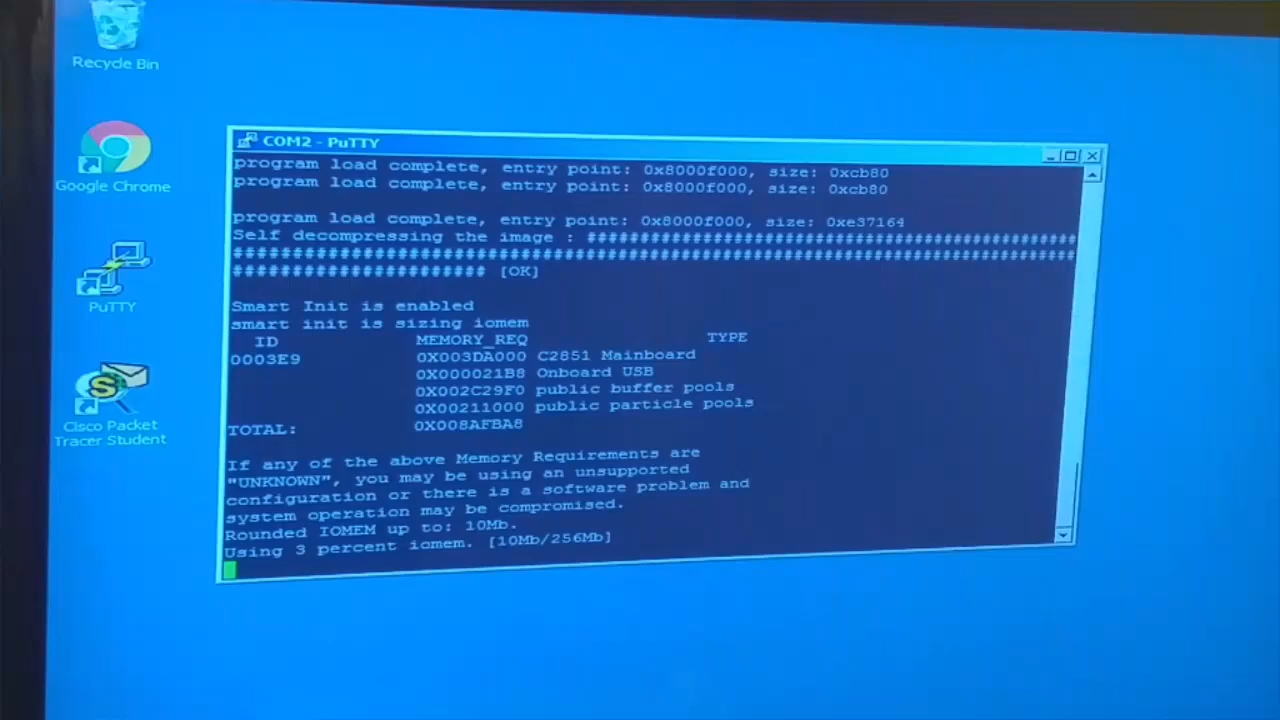 Recycle Bin
Google Chrome
PuTTY
Cisco Packet
Tracer Student
COM2 - PuTTY
program load complete, entry point: 0x8000f000, size: 0xcb80
program load complete, entry point: 0x8000f000, size: 0xcb80
program load complete, entry point: 0x8000f000, size: 0xe37164
Self decompressing the image : ##############################################
################################################################################
######################## [OK]
Smart Init is enabled
smart init is sizing iomem
ID MEMORY_REQ TYPE
0003E9 0X003DA000 C2851 Mainboard
0X000021B8 Onboard USB
0X002C29F0 public buffer pools
0X00211000 public particle pools
TOTAL: 0X008AFBA8
If any of the above Memory Requirements are
"UNKNOWN", you may be using an unsupported
configuration or there is a software problem and
system operation may be compromised.
Rounded IOMEM up to: 10Mb.
Using 3 percent iomem. [10Mb/256Mb]